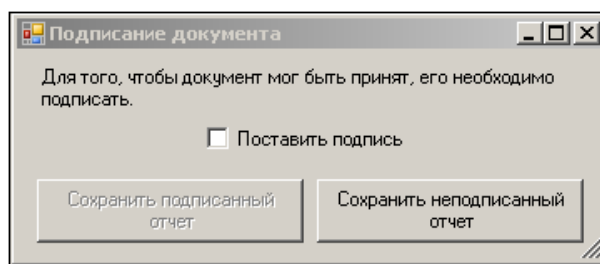 Подписание документа
Для того, чтобы документ мог быть принят, его необходимо
подписать.
Поставить подпись
Сохранить подписанный
отчет
Сохранить неподписанный
отчет